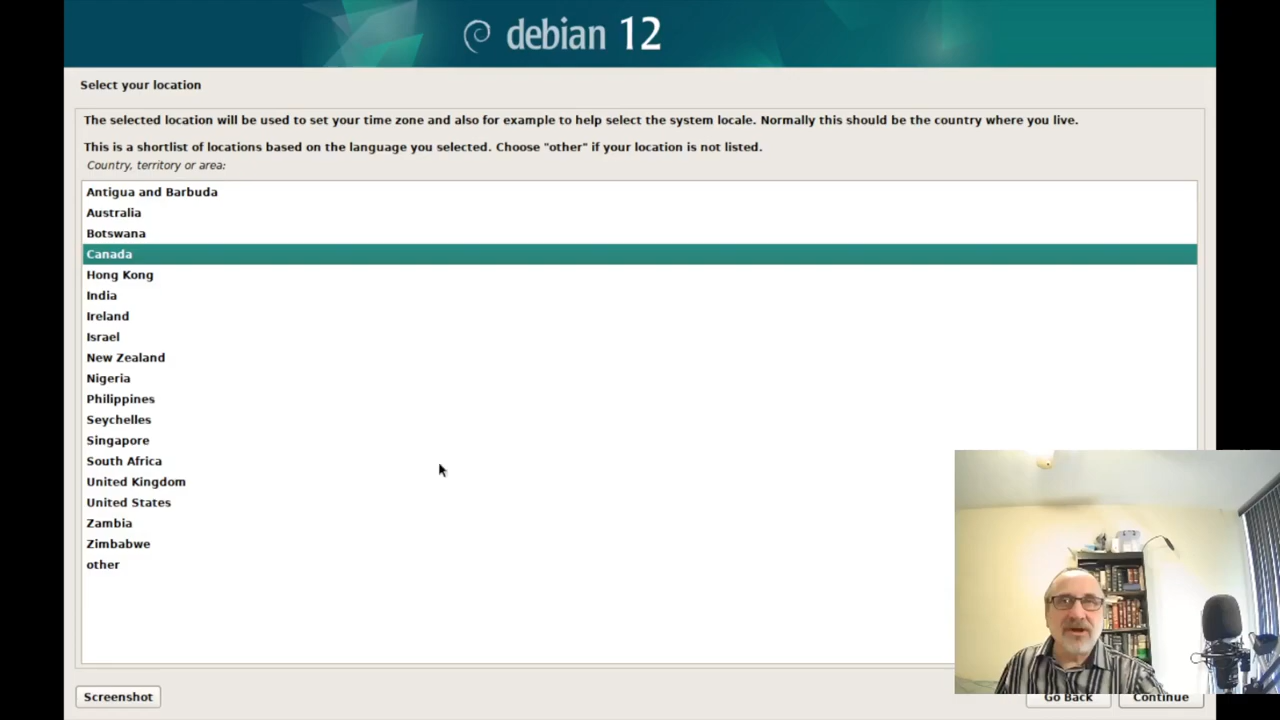 debian 12
Select your location
The selected location will be used to set your time zone and also for example to help select the system locale. Normally this should be the country where you live.
This is a shortlist of locations based on the language you selected. Choose "other" if your location is not listed.
Country, territory or area:
Antigua and Barbuda
Australia
Botswana
Canada
Hong Kong
India
Ireland
Israel
New Zealand
Nigeria
Philippines
Seychelles
Singapore
South Africa
United Kingdom
United States
Zambia
Zimbabwe
other
Screenshot
Go Back
Continue